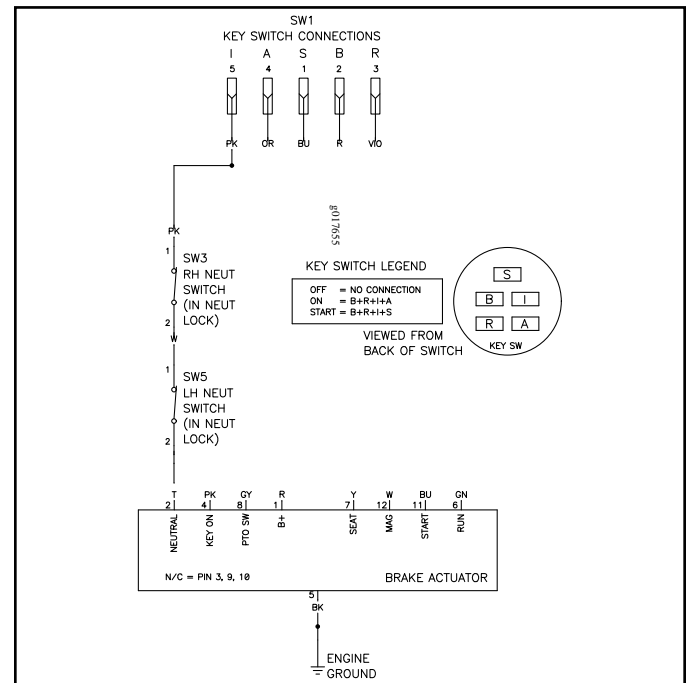 SW1
KEY SWITCH CONNECTIONS
I A S B R
5 4 1 2 3
PK OR BU R VIO
PK
1
SW3
RH NEUT
SWITCH
(IN NEUT
LOCK)
2
W
g017655
KEY SWITCH LEGEND
OFF = NO CONNECTION
ON = B+R+I+A
START = B+R+I+S
VIEWED FROM
BACK OF SWITCH
S
B I
R A
KEY SW
1
SW5
LH NEUT
SWITCH
(IN NEUT
LOCK)
2
T PK GY R Y W BU GN
2 4 8 1 7 12 11 6
NEUTRAL KEY ON PTO SW B+ SEAT MAG START RUN
N/C = PIN 3, 9, 10 BRAKE ACTUATOR
5
BK
ENGINE
GROUND